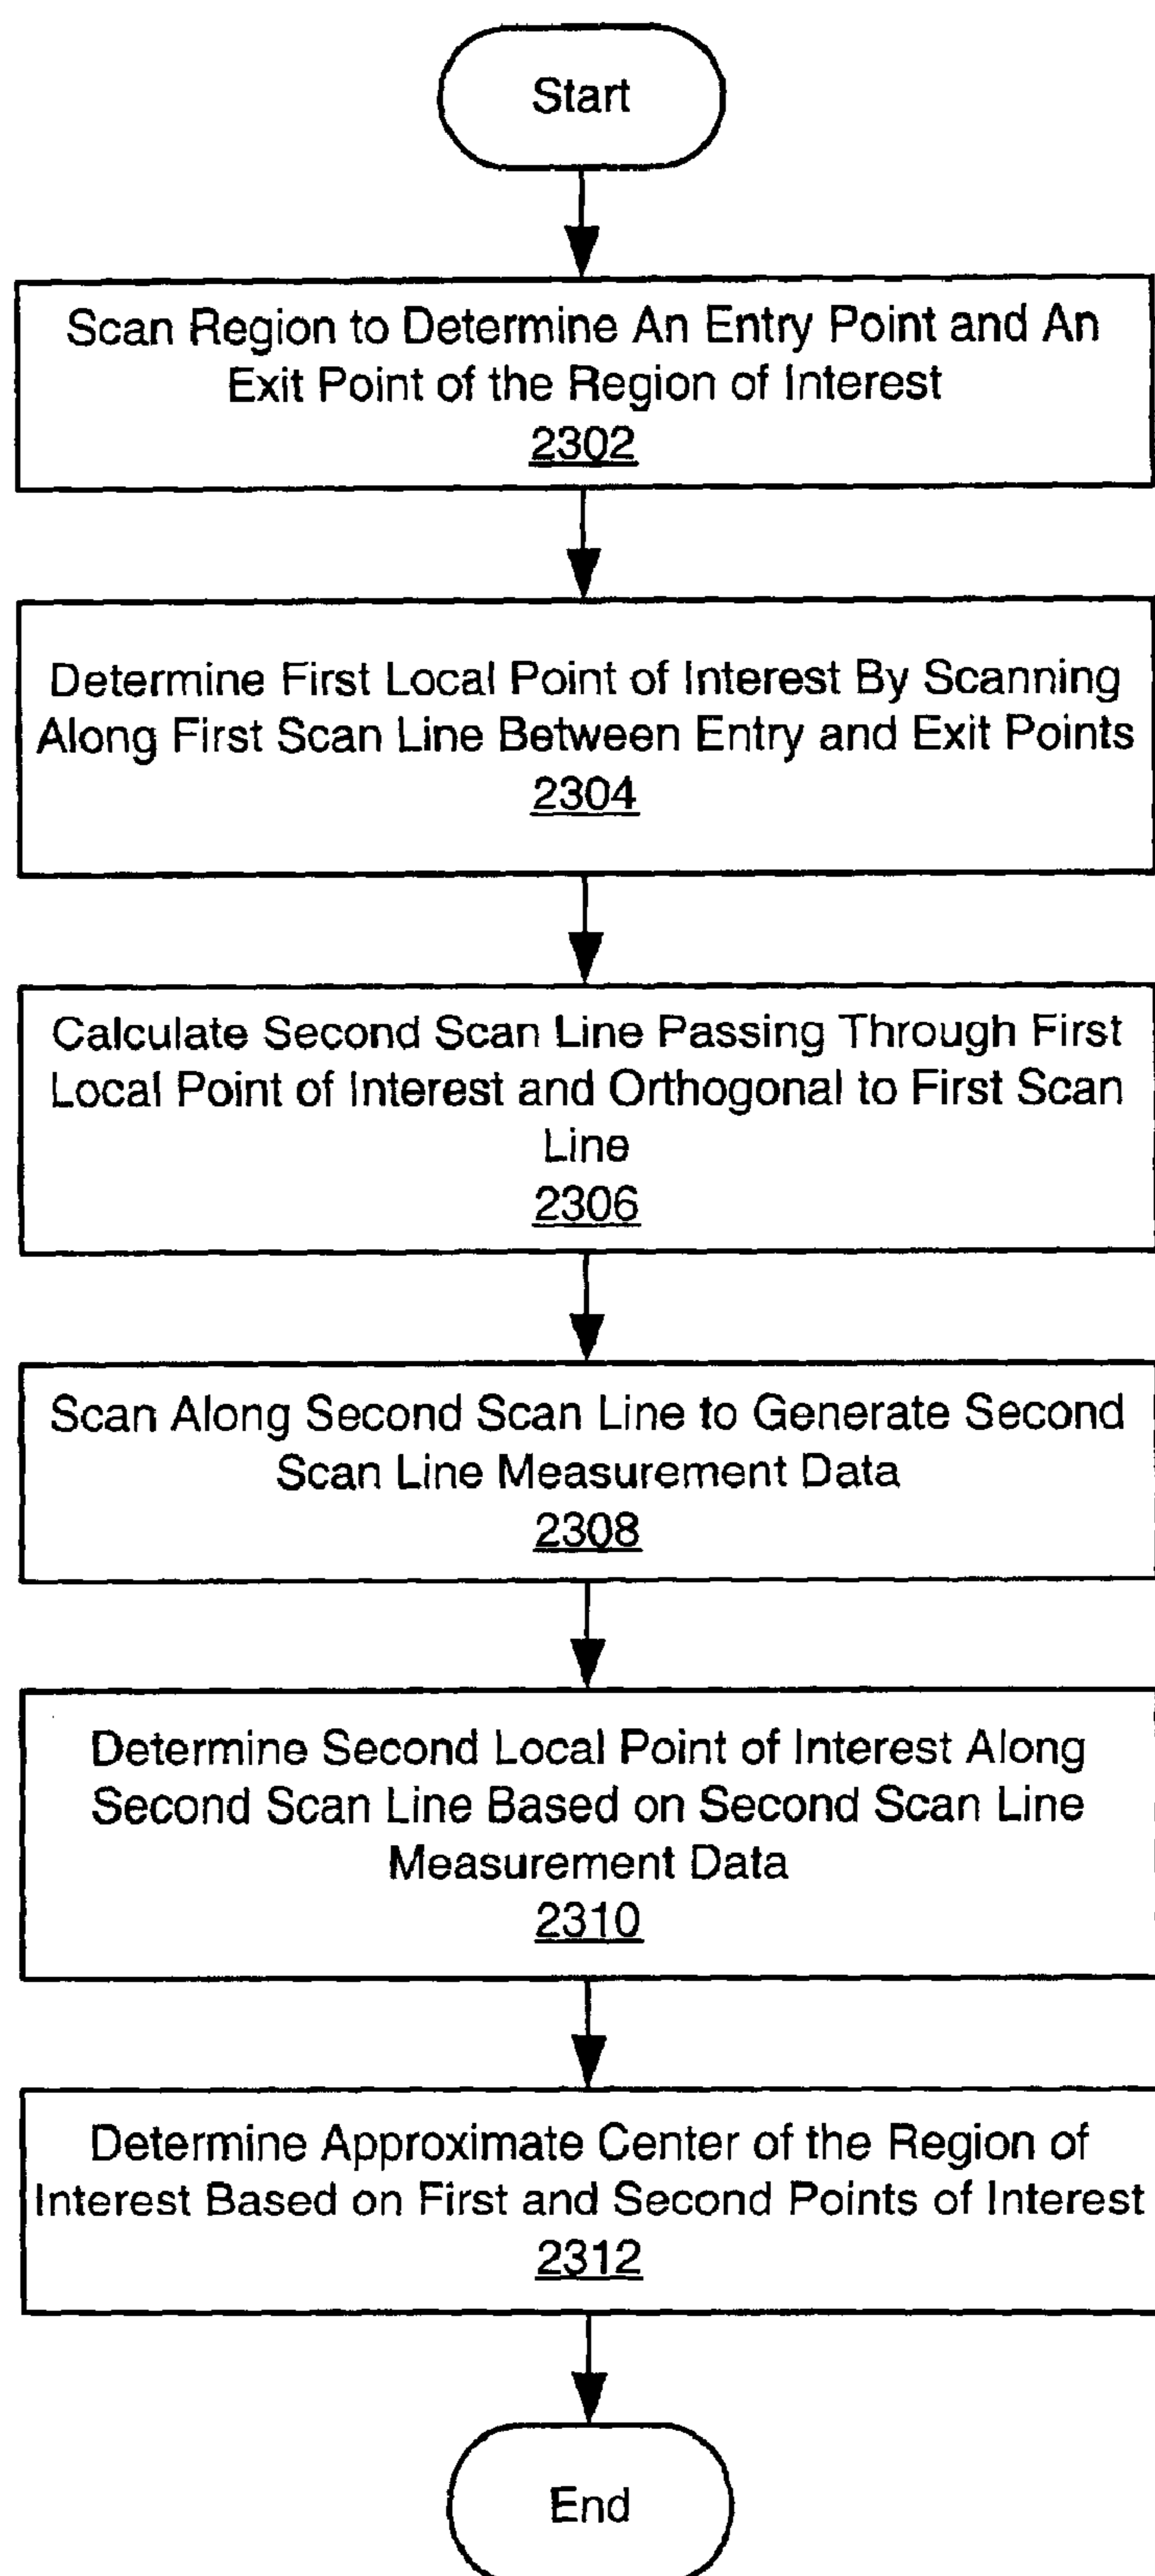 Start
Scan Region to Determine An Entry Point and An
Exit Point of the Region of Interest
2302
Determine First Local Point of Interest By Scanning
Along First Scan Line Between Entry and Exit Points
2304
Calculate Second Scan Line Passing Through First
Local Point of Interest and Orthogonal to First Scan
Line
2306
Scan Along Second Scan Line to Generate Second
Scan Line Measurement Data
2308
Determine Second Local Point of Interest Along
Second Scan Line Based on Second Scan Line
Measurement Data
2310
Determine Approximate Center of the Region of
Interest Based on First and Second Points of Interest
2312
End